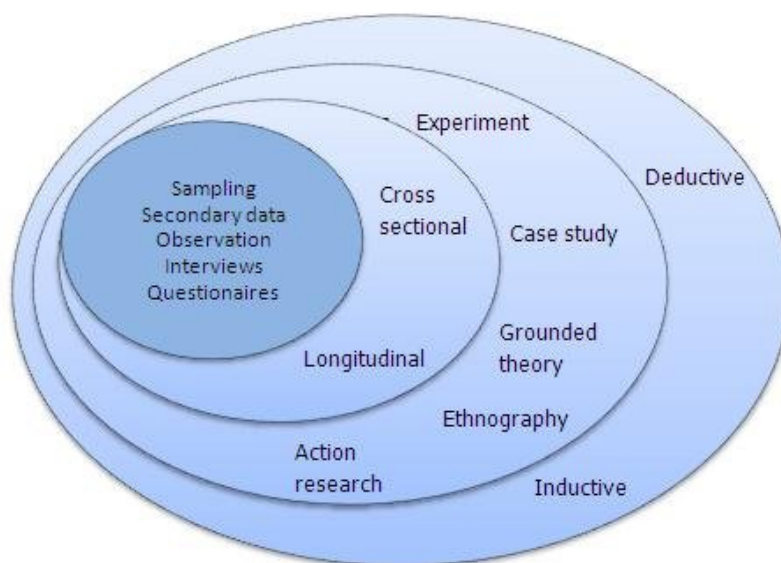 Experiment
Deductive
Sampling
Secondary data
Observation
Interviews
Questionaires
Cross
sectional
Case study
Longitudinal
Grounded
theory
Ethnography
Action
research
Inductive